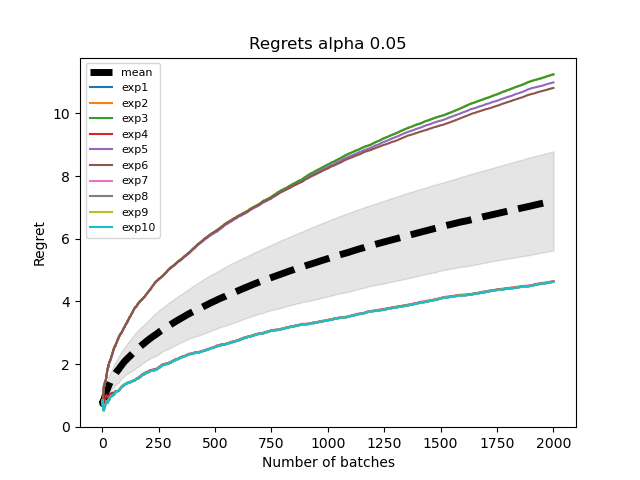 Regrets alpha 0.05
mean
exp1
exp2
exp3
exp4
exp5
exp6
exp7
exp8
exp9
exp10
Regret
10
8
6
4
2
0
0 250 500 750 1000 1250 1500 1750 2000
Number of batches